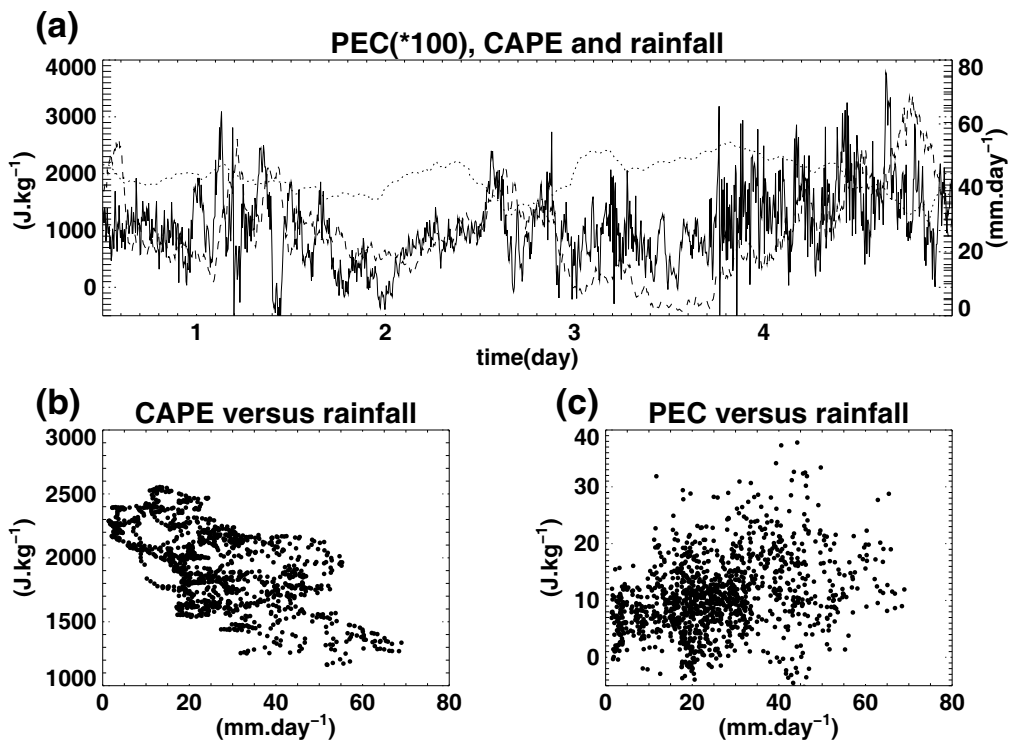 (a)
PEC(*100), CAPE and rainfall
4000
3000
2000
1000
0
(J.kg⁻¹)
80
60
40
20
0
(mm.day⁻¹)
1 2 3 4
time(day)
(b)
CAPE versus rainfall
3000
2500
2000
1500
1000
(J.kg⁻¹)
0 20 40 60 80
(mm.day⁻¹)
(c)
PEC versus rainfall
40
30
20
10
0
(J.kg⁻¹)
0 20 40 60 80
(mm.day⁻¹)